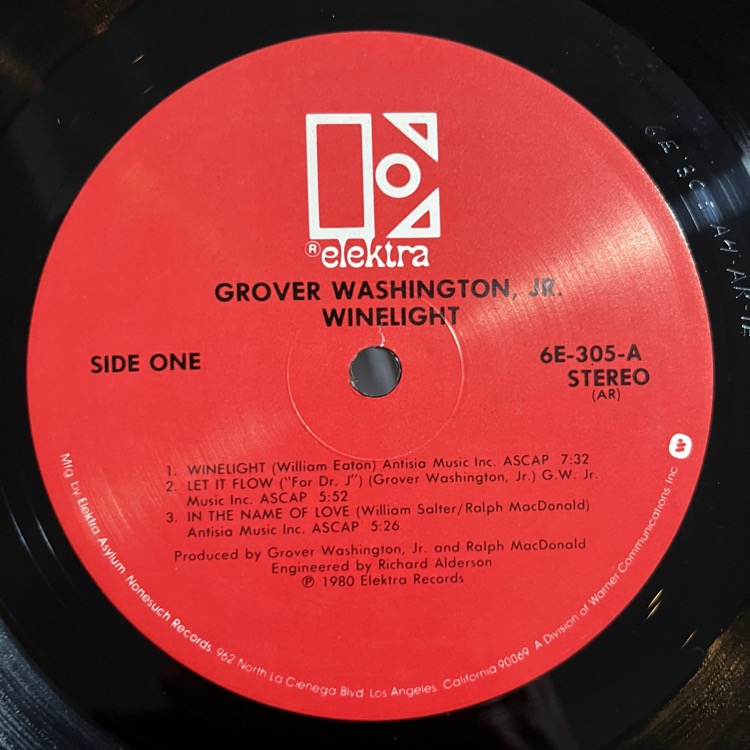 ® elektra
GROVER WASHINGTON, JR.
WINELIGHT
SIDE ONE
6E-305-A
STEREO
(AR)
1. WINELIGHT (William Eaton) Antisia Music Inc. ASCAP 7:32
2. LET IT FLOW ("For Dr. J") (Grover Washington, Jr.) G.W. Jr.
Music Inc. ASCAP 5:52
3. IN THE NAME OF LOVE (William Salter/Ralph MacDonald)
Antisia Music Inc. ASCAP 5:26
Produced by Grover Washington, Jr. and Ralph MacDonald
Engineered by Richard Alderson
℗ 1980 Elektra Records
Mfg by Elektra Asylum Nonesuch Records, 962 North La Cienega Blvd. Los Angeles, California 90069 A Division of Warner Communications Inc